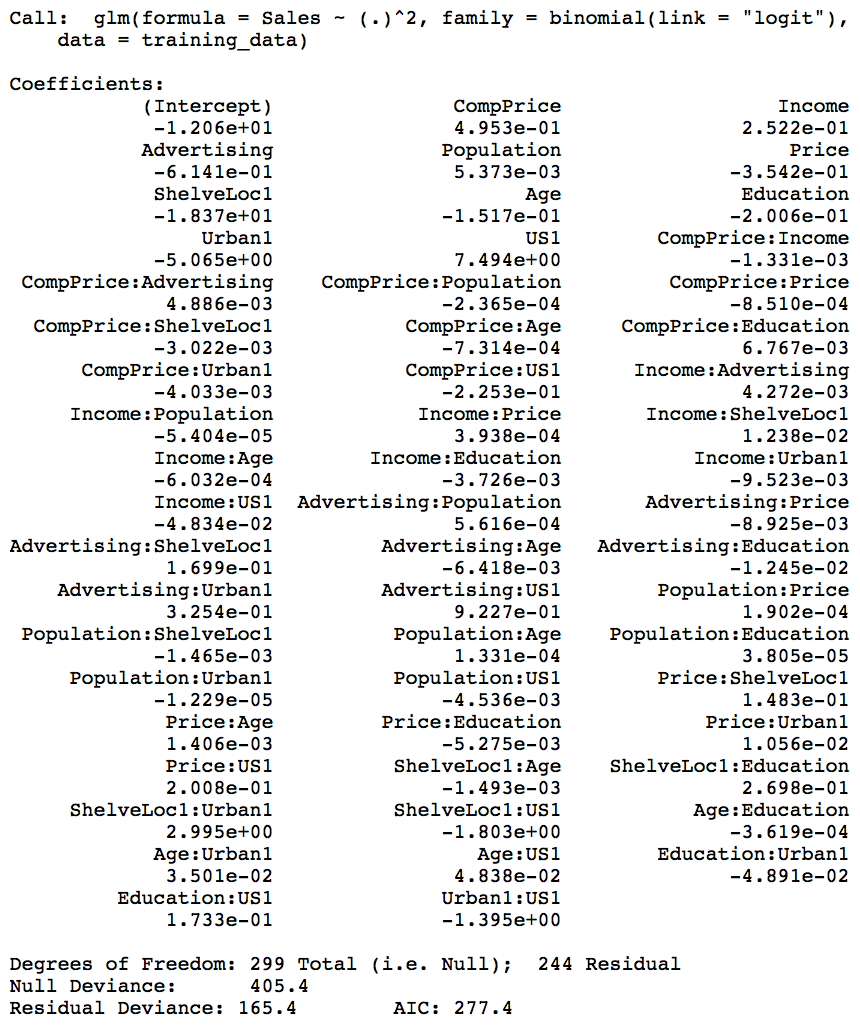 Call:  glm(formula = Sales ~ (.)^2, family = binomial(link = "logit"),
    data = training_data)
Coefficients:
(Intercept) CompPrice Income
-1.206e+01 4.953e-01 2.522e-01
Advertising Population Price
-6.141e-01 5.373e-03 -3.542e-01
ShelveLoc1 Age Education
-1.837e+01 -1.517e-01 -2.006e-01
Urban1 US1 CompPrice:Income
-5.065e+00 7.494e+00 -1.331e-03
CompPrice:Advertising CompPrice:Population CompPrice:Price
4.886e-03 -2.365e-04 -8.510e-04
CompPrice:ShelveLoc1 CompPrice:Age CompPrice:Education
-3.022e-03 -7.314e-04 6.767e-03
CompPrice:Urban1 CompPrice:US1 Income:Advertising
-4.033e-03 -2.253e-01 4.272e-03
Income:Population Income:Price Income:ShelveLoc1
-5.404e-05 3.938e-04 1.238e-02
Income:Age Income:Education Income:Urban1
-6.032e-04 -3.726e-03 -9.523e-03
Income:US1 Advertising:Population Advertising:Price
-4.834e-02 5.616e-04 -8.925e-03
Advertising:ShelveLoc1 Advertising:Age Advertising:Education
1.699e-01 -6.418e-03 -1.245e-02
Advertising:Urban1 Advertising:US1 Population:Price
3.254e-01 9.227e-01 1.902e-04
Population:ShelveLoc1 Population:Age Population:Education
-1.465e-03 1.331e-04 3.805e-05
Population:Urban1 Population:US1 Price:ShelveLoc1
-1.229e-05 -4.536e-03 1.483e-01
Price:Age Price:Education Price:Urban1
1.406e-03 -5.275e-03 1.056e-02
Price:US1 ShelveLoc1:Age ShelveLoc1:Education
2.008e-01 -1.493e-03 2.698e-01
ShelveLoc1:Urban1 ShelveLoc1:US1 Age:Education
2.995e+00 -1.803e+00 -3.619e-04
Age:Urban1 Age:US1 Education:Urban1
3.501e-02 4.838e-02 -4.891e-02
Education:US1 Urban1:US1
1.733e-01 -1.395e+00
Degrees of Freedom: 299 Total (i.e. Null);  244 Residual
Null Deviance:      405.4
Residual Deviance: 165.4        AIC: 277.4